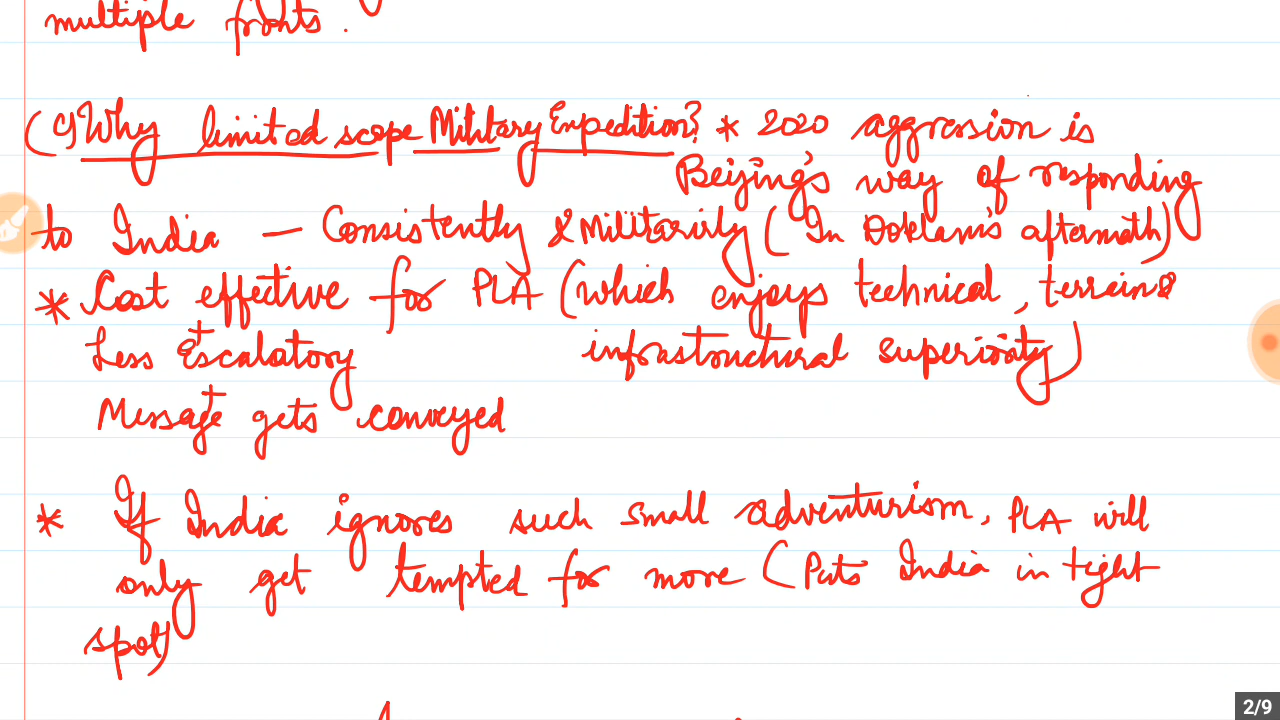 multiple fronts.
(9) Why limited scope Military Expedition? * 2020 aggression is
Beijing's way of responding
to India – Consistently & Militarily (In Doklam's aftermath)
* Cost effective for PLA (which enjoys technical, terrain &
+
Less Escalatory infrastructural superiority)
+
Message gets conveyed
* If India ignores such small adventurism, PLA will
only get tempted for more (Puts India in tight
spot)
2/9